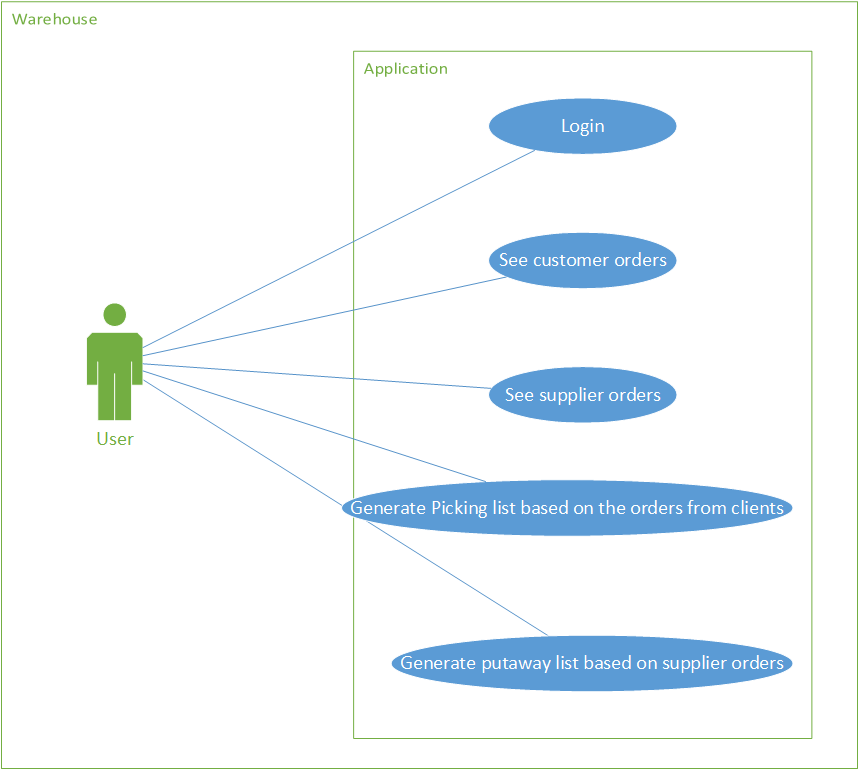 Warehouse
Application
Login
See customer orders
See supplier orders
User
Generate Picking list based on the orders from clients
Generate putaway list based on supplier orders